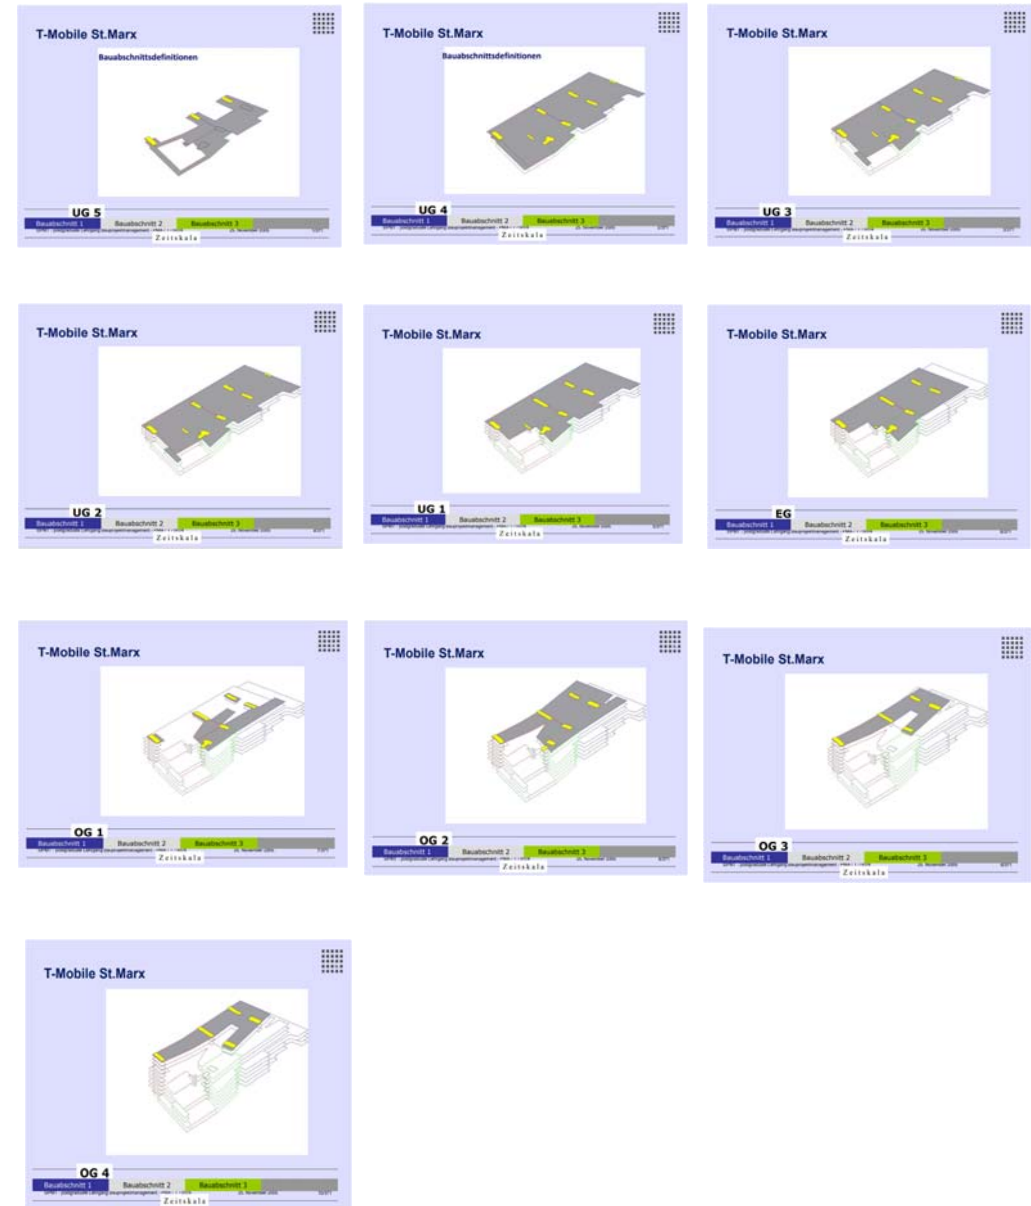 T-Mobile St.Marx
Bauabschnittsdefinitionen
UG 5
Bauabschnitt 1 Bauabschnitt 2 Bauabschnitt 3
Zeitskala
T-Mobile St.Marx
Bauabschnittsdefinitionen
UG 4
Bauabschnitt 1 Bauabschnitt 2 Bauabschnitt 3
Zeitskala
T-Mobile St.Marx
UG 3
Bauabschnitt 1 Bauabschnitt 2 Bauabschnitt 3
Zeitskala
T-Mobile St.Marx
UG 2
Bauabschnitt 1 Bauabschnitt 2 Bauabschnitt 3
Zeitskala
T-Mobile St.Marx
UG 1
Bauabschnitt 1 Bauabschnitt 2 Bauabschnitt 3
Zeitskala
T-Mobile St.Marx
EG
Bauabschnitt 1 Bauabschnitt 2 Bauabschnitt 3
Zeitskala
T-Mobile St.Marx
OG 1
Bauabschnitt 1 Bauabschnitt 2 Bauabschnitt 3
Zeitskala
T-Mobile St.Marx
OG 2
Bauabschnitt 1 Bauabschnitt 2 Bauabschnitt 3
Zeitskala
T-Mobile St.Marx
OG 3
Bauabschnitt 1 Bauabschnitt 2 Bauabschnitt 3
Zeitskala
T-Mobile St.Marx
OG 4
Bauabschnitt 1 Bauabschnitt 2 Bauabschnitt 3
Zeitskala